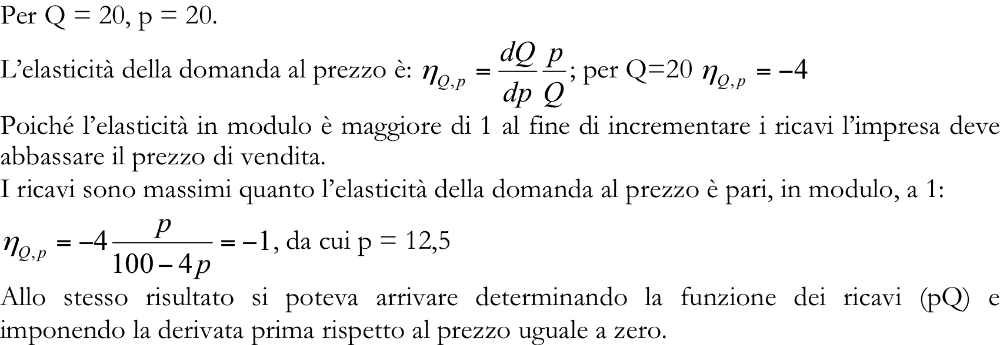 Per Q = 20, p = 20.
L’elasticità della domanda al prezzo è: η_{Q,p} = \frac{dQ}{dp} \frac{p}{Q}; per Q=20 η_{Q,p} = −4
Poiché l’elasticità in modulo è maggiore di 1 al fine di incrementare i ricavi l’impresa deve
abbassare il prezzo di vendita.
I ricavi sono massimi quanto l’elasticità della domanda al prezzo è pari, in modulo, a 1:
η_{Q,p} = −4 \frac{p}{100 − 4p} = −1, da cui p = 12,5
Allo stesso risultato si poteva arrivare determinando la funzione dei ricavi (pQ) e
imponendo la derivata prima rispetto al prezzo uguale a zero.